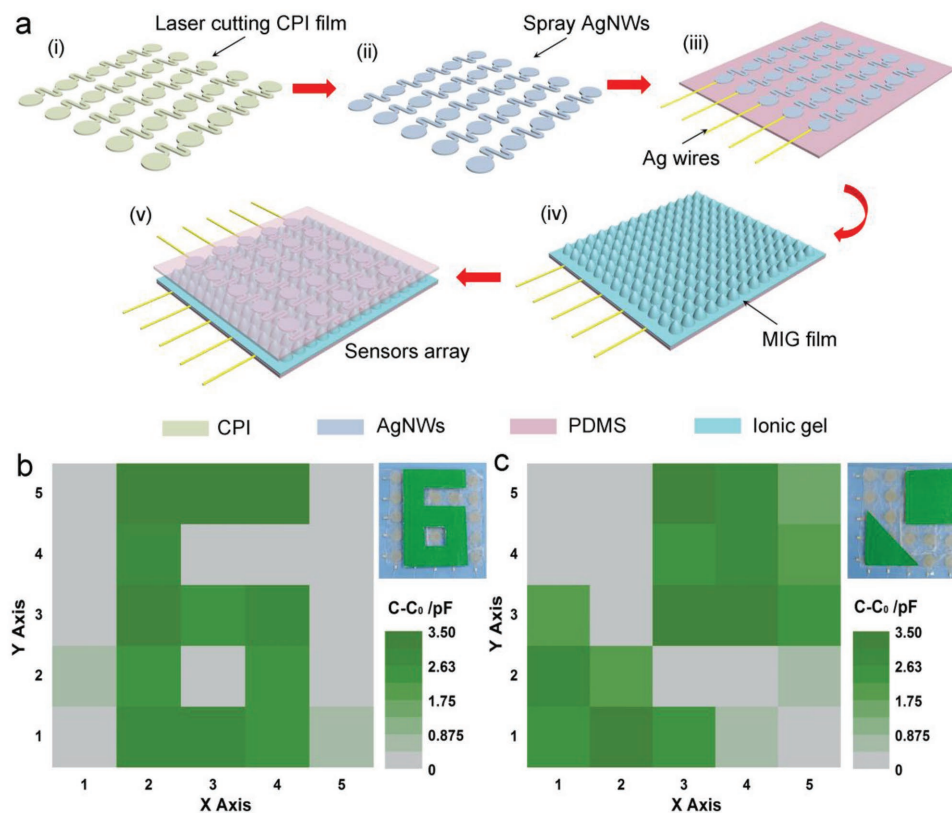 a
Laser cutting CPI film
Spray AgNWs
(i)
(ii)
(iii)
Ag wires
(v)
(iv)
Sensors array
MIG film
CPI
AgNWs
PDMS
Ionic gel
b
5
4
3
2
1
Y Axis
1 2 3 4 5
X Axis
C-C₀ /pF
3.50
2.63
1.75
0.875
0
c
5
4
3
2
1
Y Axis
1 2 3 4 5
X Axis
C-C₀ /pF
3.50
2.63
1.75
0.875
0